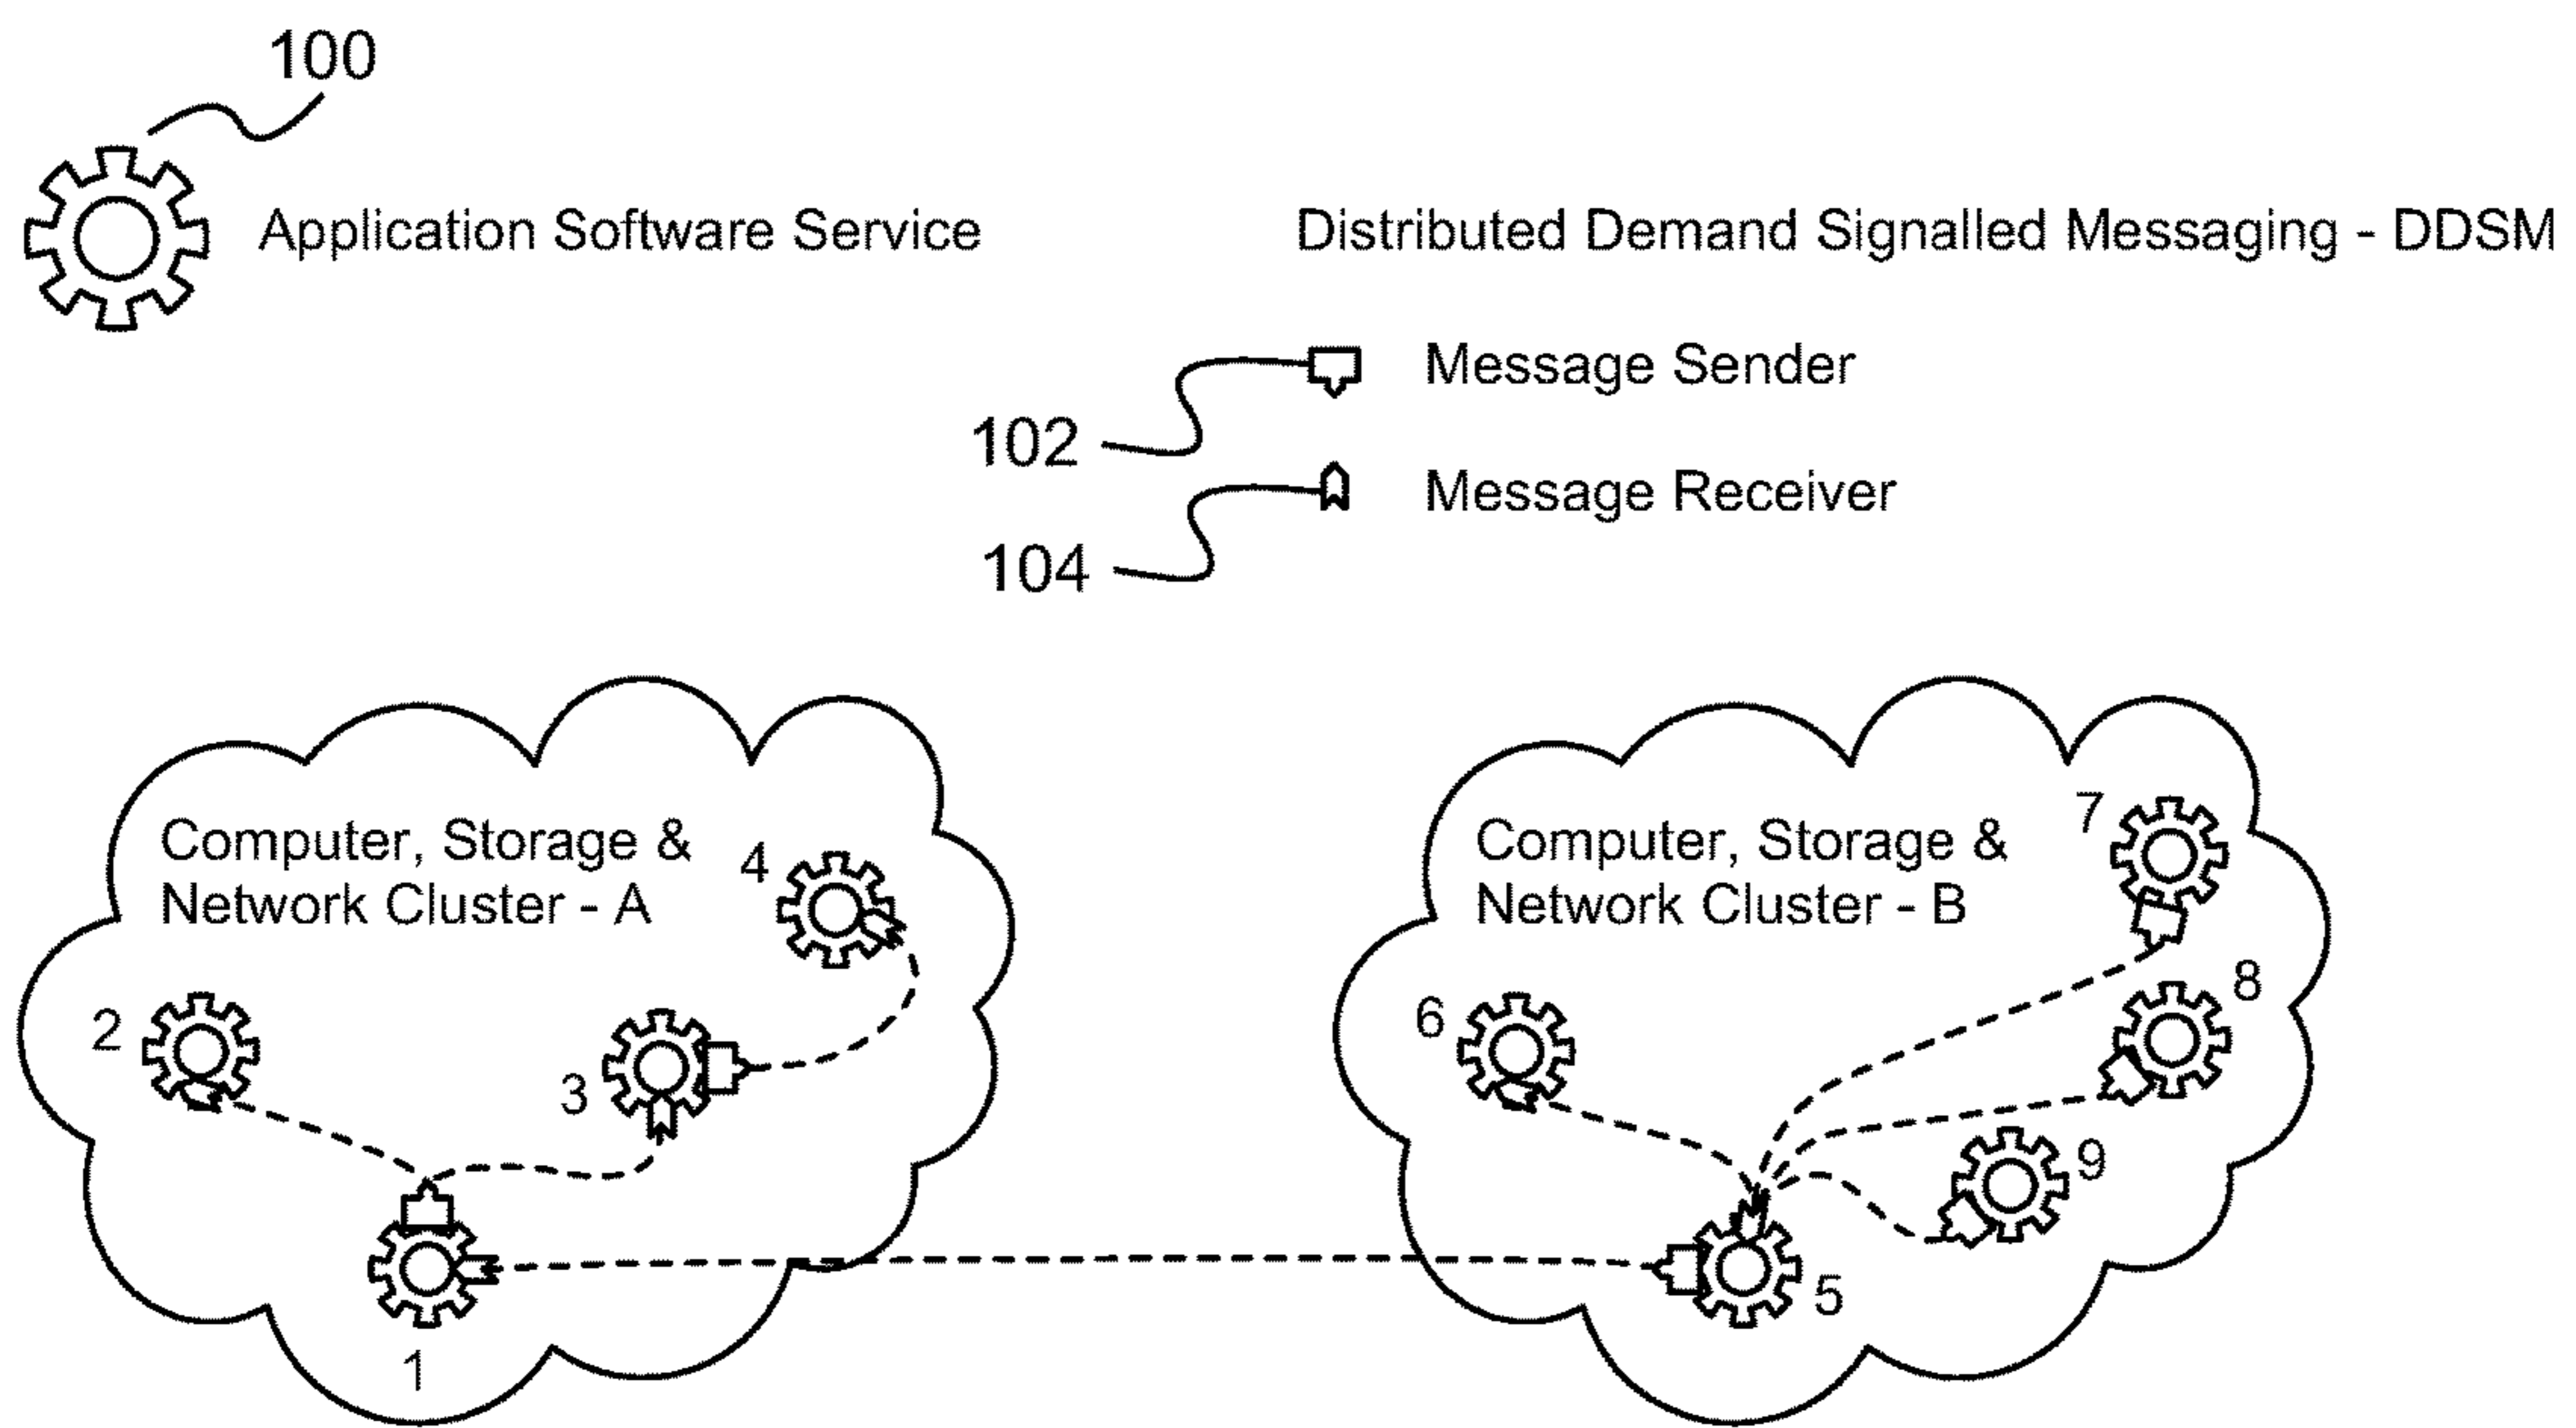 100
Application Software Service
Distributed Demand Signalled Messaging - DDSM
Message Sender
102
Message Receiver
104
Computer, Storage &
Network Cluster - A
4
2
3
1
Computer, Storage &
Network Cluster - B
7
6
8
9
5